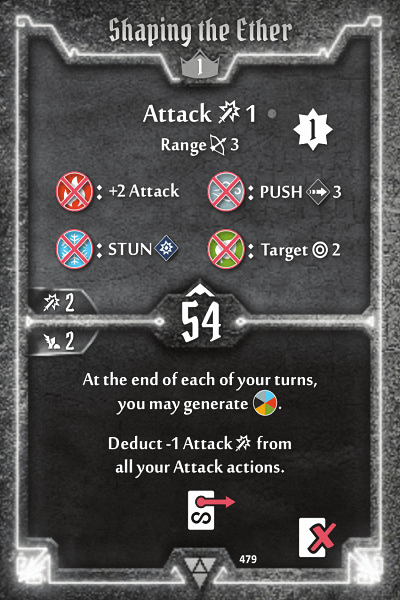 Shaping the Ether
1
Attack 1
Range 3
1
: +2 Attack
: PUSH 3
: STUN
: Target 2
2
54
2
At the end of each of your turns,
you may generate .
Deduct -1 Attack from
all your Attack actions.
479